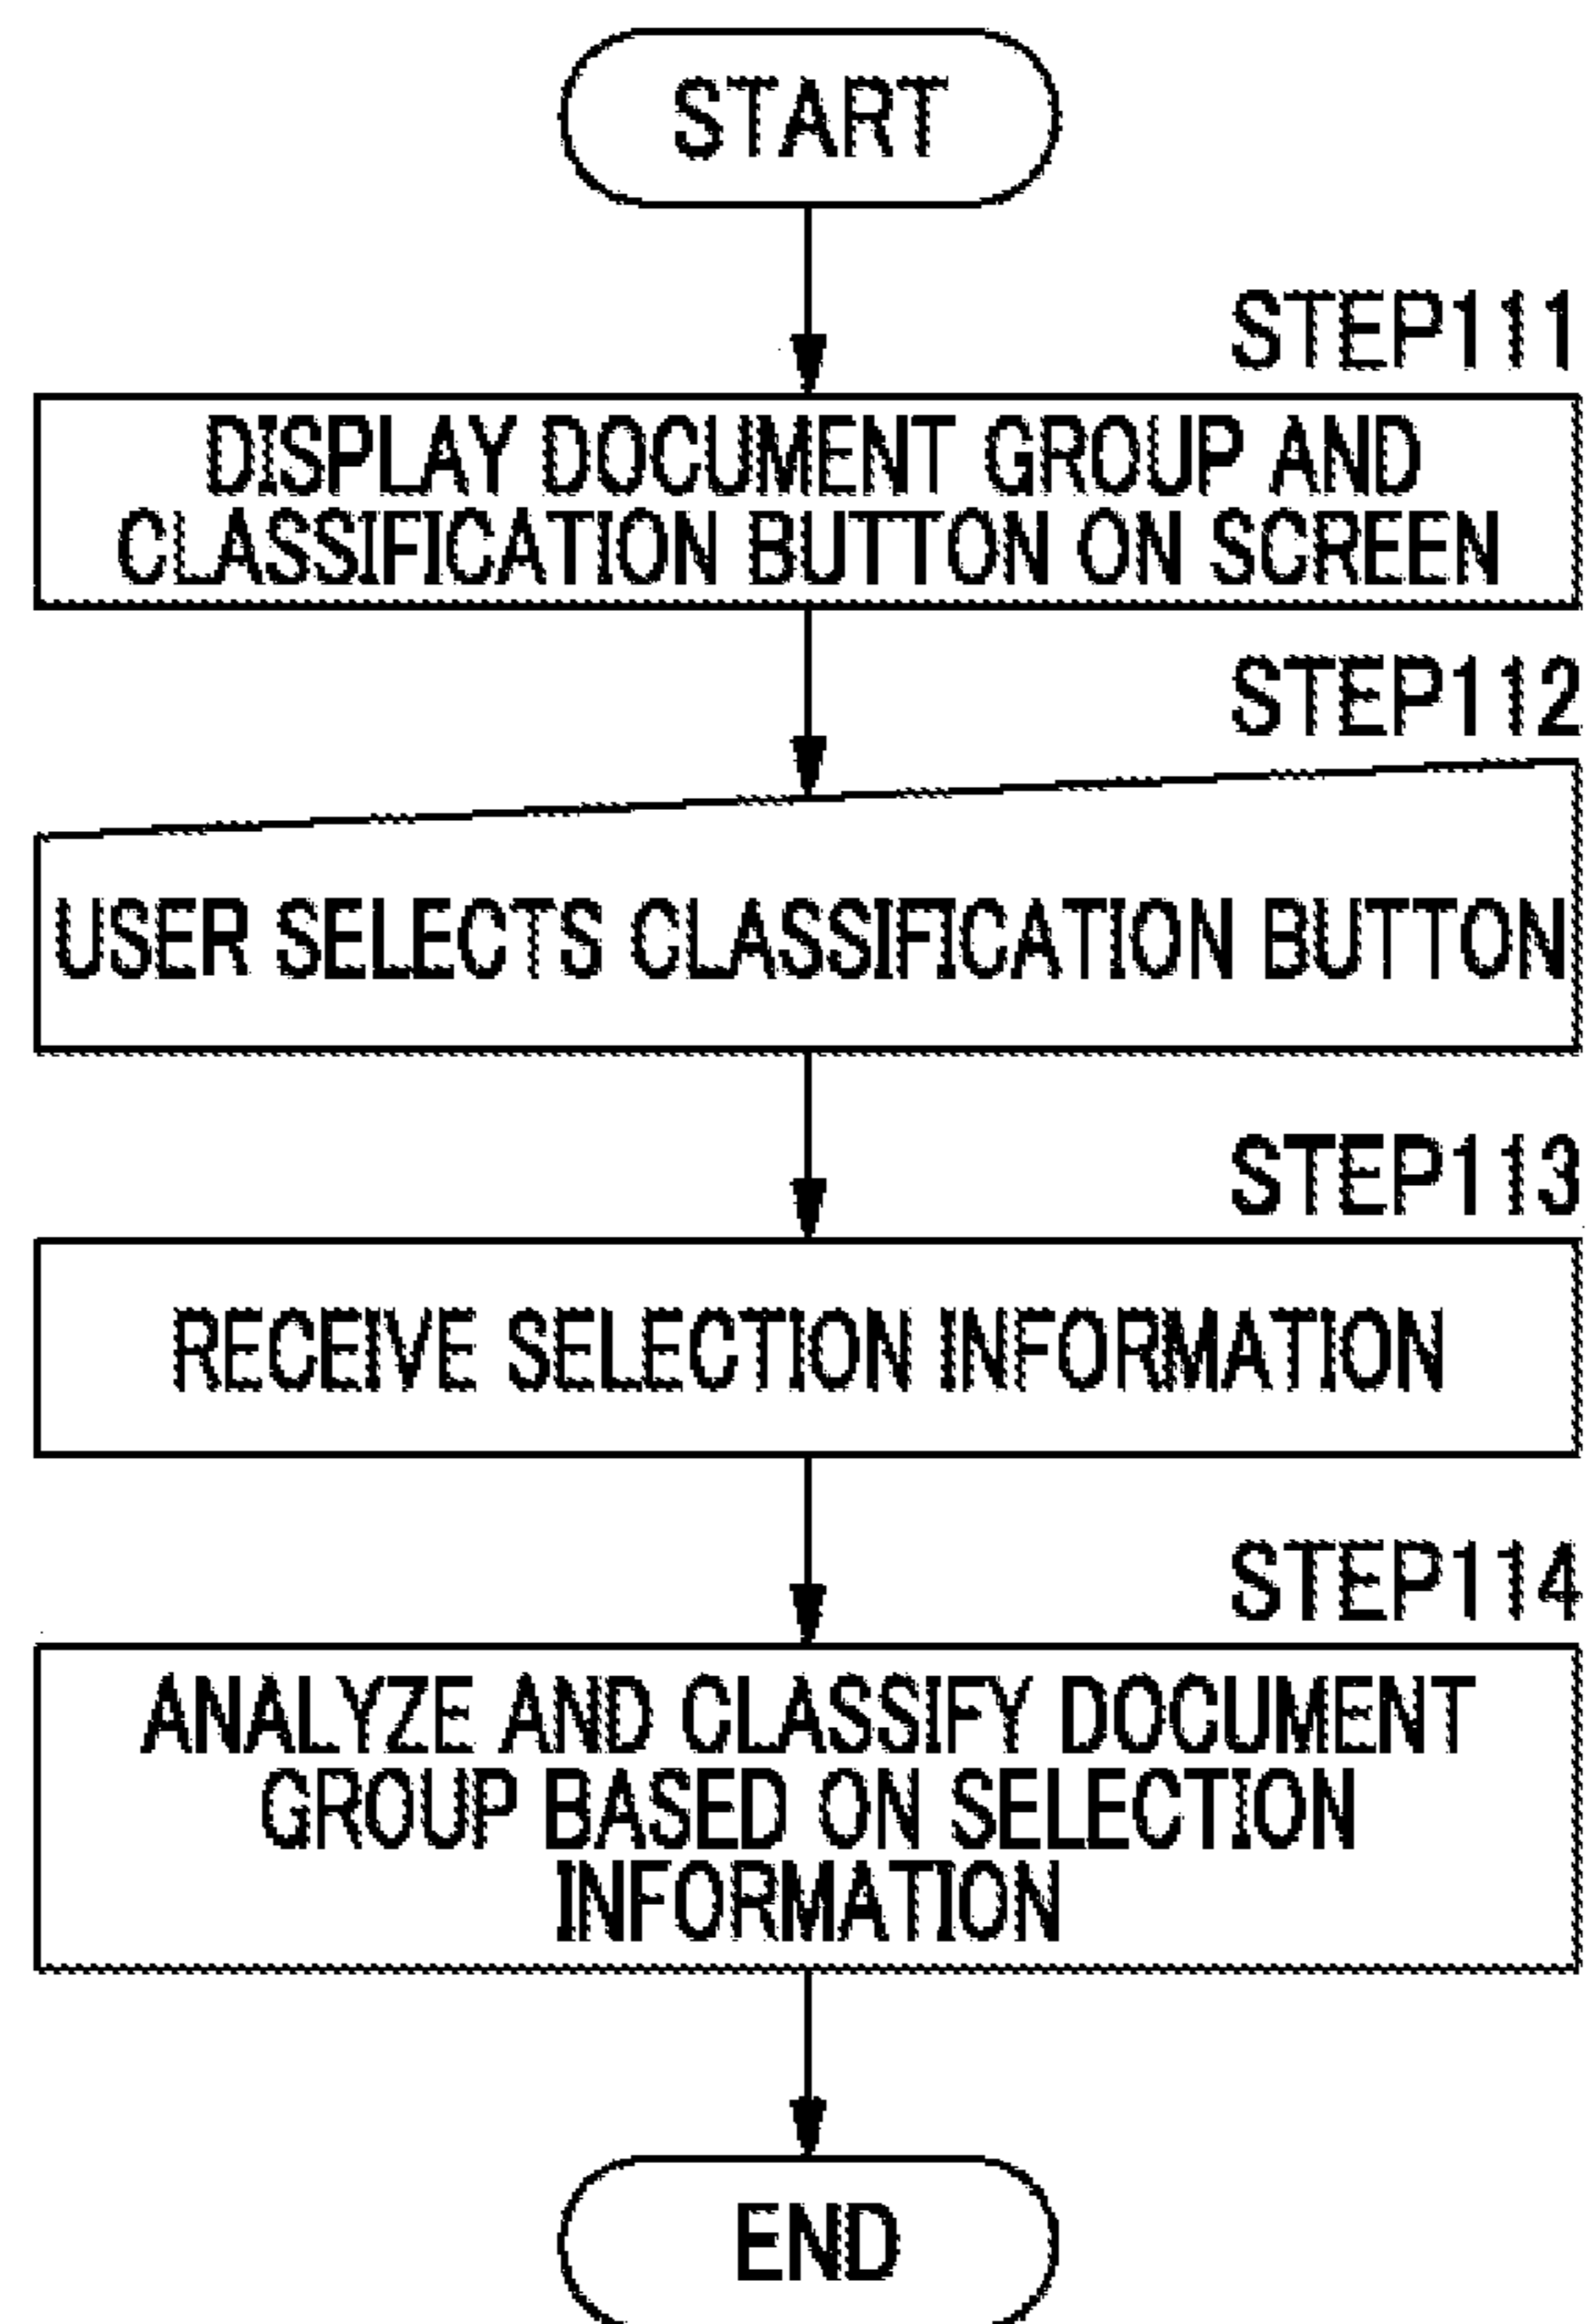 START
STEP111
DISPLAY DOCUMENT GROUP AND
CLASSIFICATION BUTTON ON SCREEN
STEP112
USER SELECTS CLASSIFICATION BUTTON
STEP113
RECEIVE SELECTION INFORMATION
STEP114
ANALYZE AND CLASSIFY DOCUMENT
GROUP BASED ON SELECTION
INFORMATION
END